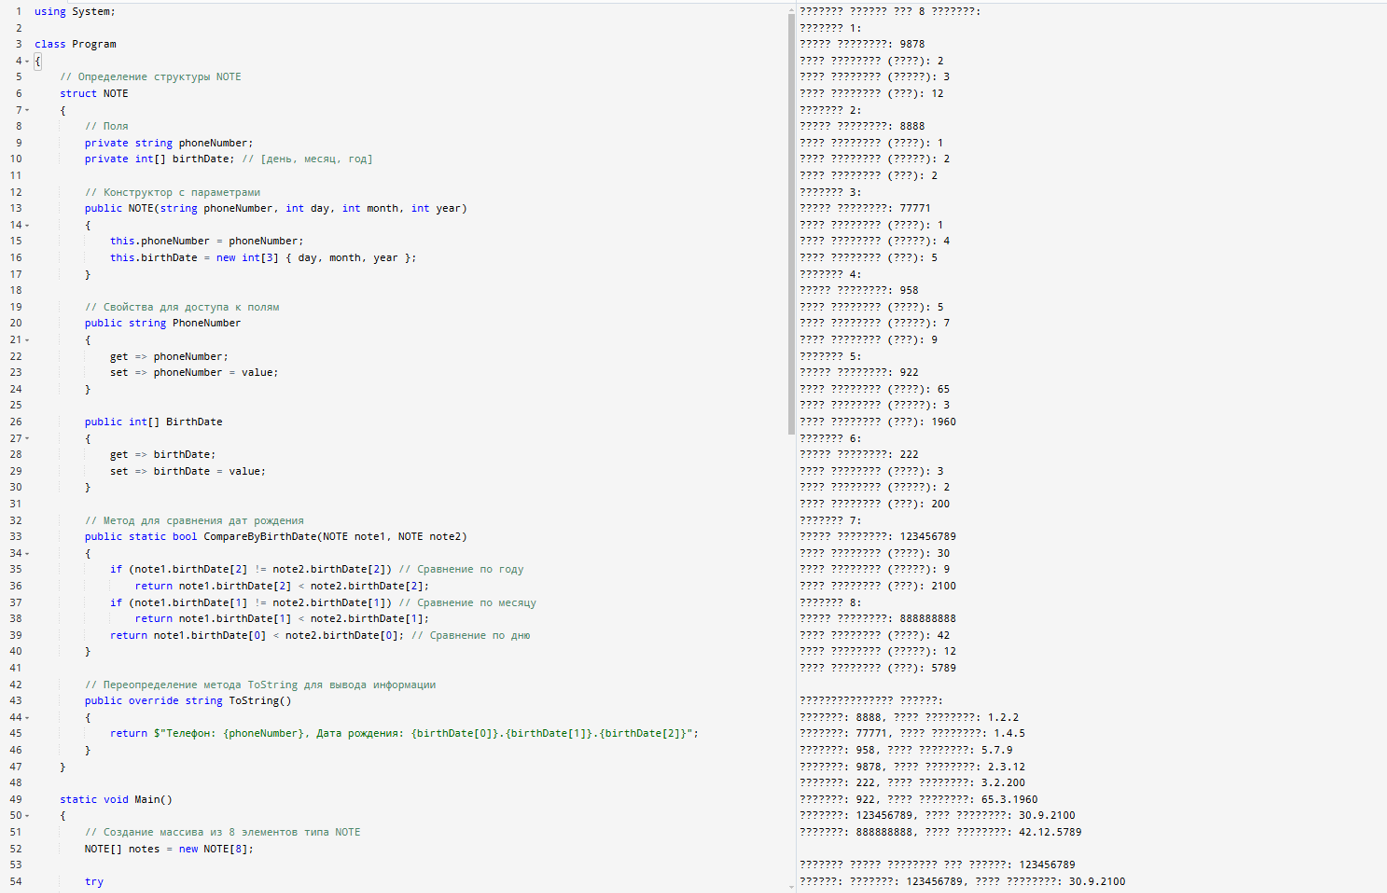 1 using System;
2
3 class Program
4 {
5 // Определение структуры NOTE
6 struct NOTE
7 {
8 // Поля
9 private string phoneNumber;
10 private int[] birthDate; // [день, месяц, год]
11
12 // Конструктор с параметрами
13 public NOTE(string phoneNumber, int day, int month, int year)
14 {
15 this.phoneNumber = phoneNumber;
16 this.birthDate = new int[3] { day, month, year };
17 }
18
19 // Свойства для доступа к полям
20 public string PhoneNumber
21 {
22 get => phoneNumber;
23 set => phoneNumber = value;
24 }
25
26 public int[] BirthDate
27 {
28 get => birthDate;
29 set => birthDate = value;
30 }
31
32 // Метод для сравнения дат рождения
33 public static bool CompareByBirthDate(NOTE note1, NOTE note2)
34 {
35 if (note1.birthDate[2] != note2.birthDate[2]) // Сравнение по году
36 return note1.birthDate[2] < note2.birthDate[2];
37 if (note1.birthDate[1] != note2.birthDate[1]) // Сравнение по месяцу
38 return note1.birthDate[1] < note2.birthDate[1];
39 return note1.birthDate[0] < note2.birthDate[0]; // Сравнение по дню
40 }
41
42 // Переопределение метода ToString для вывода информации
43 public override string ToString()
44 {
45 return $"Телефон: {phoneNumber}, Дата рождения: {birthDate[0]}.{birthDate[1]}.{birthDate[2]}";
46 }
47 }
48
49 static void Main()
50 {
51 // Создание массива из 8 элементов типа NOTE
52 NOTE[] notes = new NOTE[8];
53
54 try
??????? ?????? ??? 8 ???????:
??????? 1:
????? ????????: 9878
???? ???????? (????): 2
???? ???????? (?????): 3
???? ???????? (???): 12
??????? 2:
????? ????????: 8888
???? ???????? (????): 1
???? ???????? (?????): 2
???? ???????? (???): 2
??????? 3:
????? ????????: 77771
???? ???????? (????): 1
???? ???????? (?????): 4
???? ???????? (???): 5
??????? 4:
????? ????????: 958
???? ???????? (????): 5
???? ???????? (?????): 7
???? ???????? (???): 9
??????? 5:
????? ????????: 922
???? ???????? (????): 65
???? ???????? (?????): 3
???? ???????? (???): 1960
??????? 6:
????? ????????: 222
???? ???????? (????): 3
???? ???????? (?????): 2
???? ???????? (???): 200
??????? 7:
????? ????????: 123456789
???? ???????? (????): 30
???? ???????? (?????): 9
???? ???????? (???): 2100
??????? 8:
????? ????????: 888888888
???? ???????? (????): 42
???? ???????? (?????): 12
???? ???????? (???): 5789
??????????????? ??????:
???????: 8888, ???? ????????: 1.2.2
???????: 77771, ???? ????????: 1.4.5
???????: 958, ???? ????????: 5.7.9
???????: 9878, ???? ????????: 2.3.12
???????: 222, ???? ????????: 3.2.200
???????: 922, ???? ????????: 65.3.1960
???????: 123456789, ???? ????????: 30.9.2100
???????: 888888888, ???? ????????: 42.12.5789
??????? ????? ???????? ??? ??????: 123456789
??????: ???????: 123456789, ???? ????????: 30.9.2100